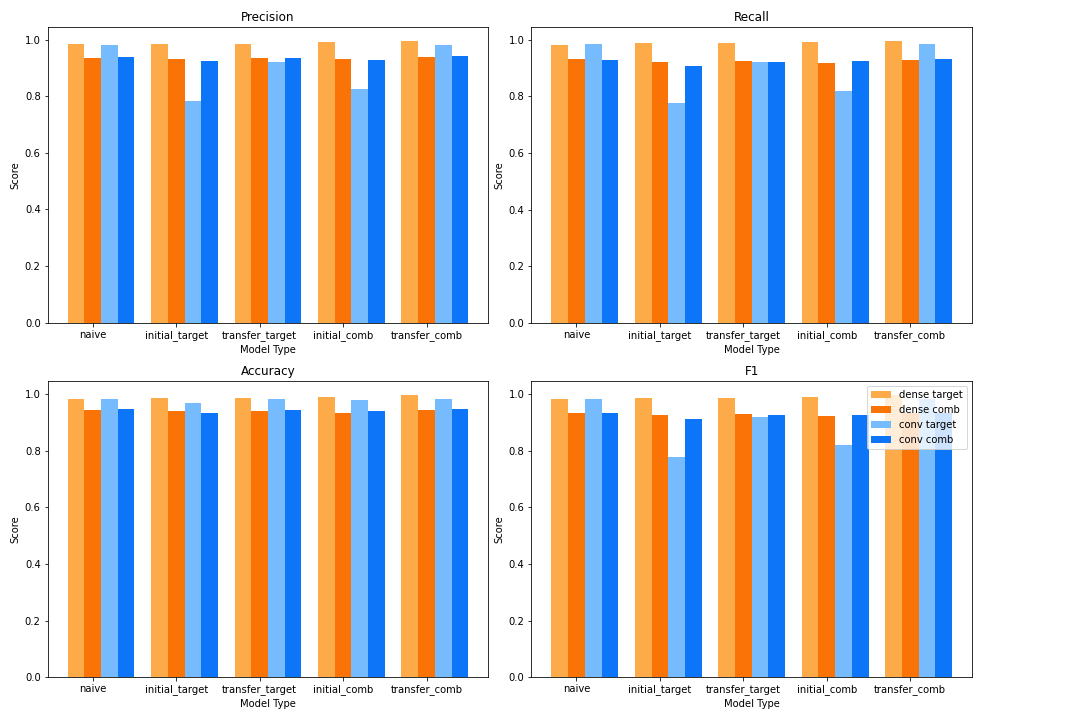 Precision
Score
1.0
0.8
0.6
0.4
0.2
0.0
naive initial_target transfer_target initial_comb transfer_comb
Model Type
Recall
Score
1.0
0.8
0.6
0.4
0.2
0.0
naive initial_target transfer_target initial_comb transfer_comb
Model Type
Accuracy
Score
1.0
0.8
0.6
0.4
0.2
0.0
naive initial_target transfer_target initial_comb transfer_comb
Model Type
F1
Score
1.0
0.8
0.6
0.4
0.2
0.0
dense target
dense comb
conv target
conv comb
naive initial_target transfer_target initial_comb transfer_comb
Model Type